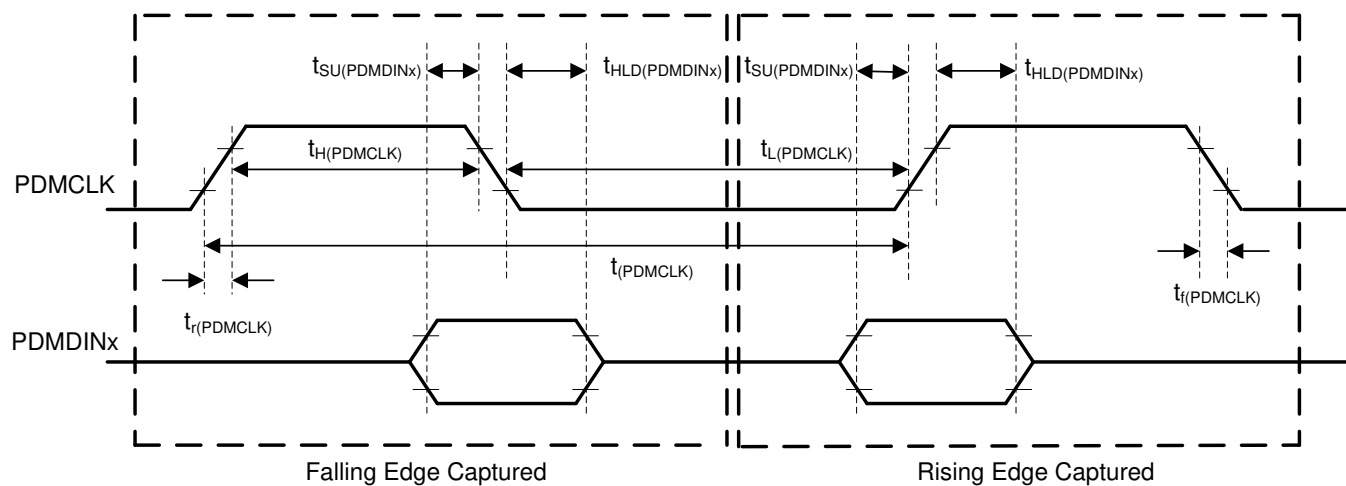 tSU(PDMDINx)
tHLD(PDMDINx)
tSU(PDMDINx)
tHLD(PDMDINx)
tH(PDMCLK)
tL(PDMCLK)
PDMCLK
t(PDMCLK)
tr(PDMCLK)
tf(PDMCLK)
PDMDINx
Falling Edge Captured
Rising Edge Captured